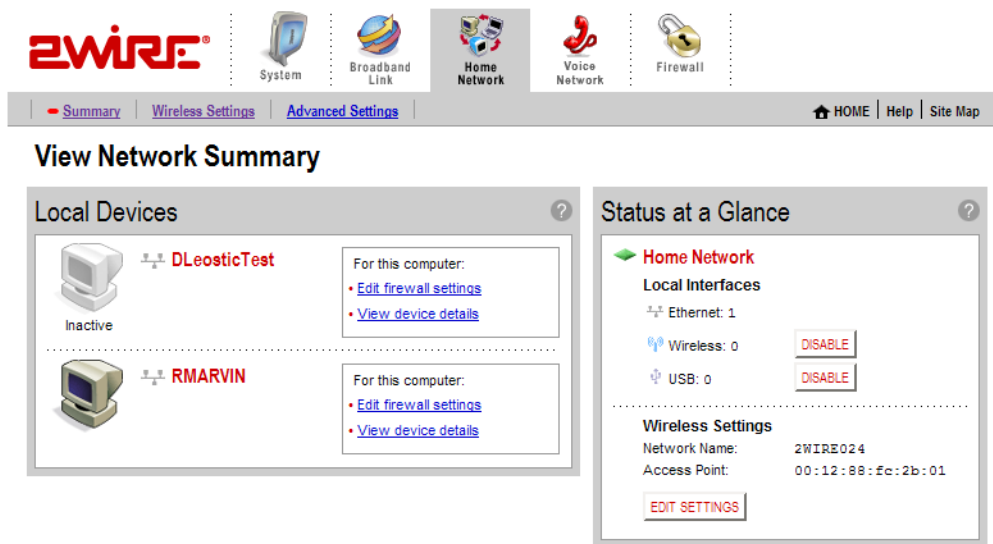 2WIRE®
System
Broadband Link
Home Network
Voice Network
Firewall
Summary
Wireless Settings
Advanced Settings
HOME
Help
Site Map
View Network Summary
Local Devices
?
DLeosticTest
Inactive
For this computer:
• Edit firewall settings
• View device details
RMARVIN
For this computer:
• Edit firewall settings
• View device details
Status at a Glance
?
Home Network
Local Interfaces
Ethernet: 1
Wireless: 0
DISABLE
USB: 0
DISABLE
Wireless Settings
Network Name: 2WIRE024
Access Point: 00:12:88:fc:2b:01
EDIT SETTINGS